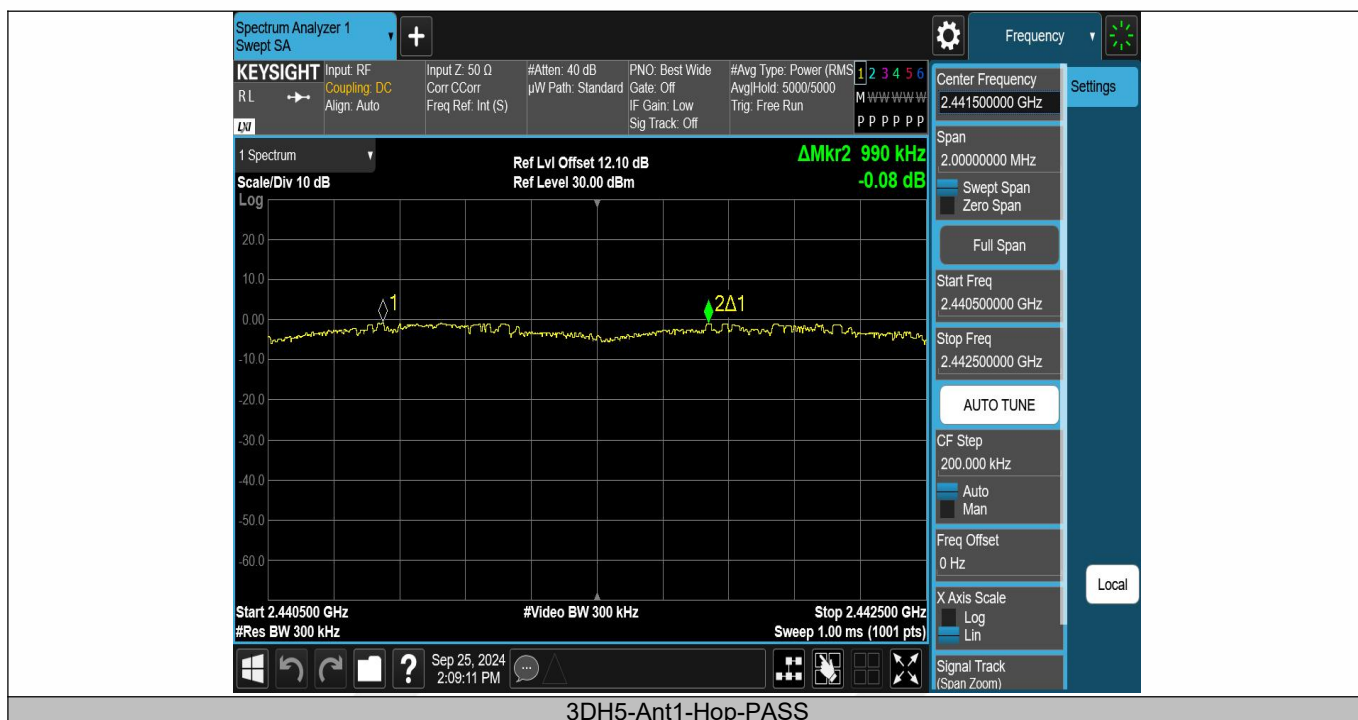 Spectrum Analyzer 1
Swept SA
+
Frequency
KEYSIGHT
RL
LXI
Input: RF
Coupling: DC
Align: Auto
Input Z: 50 Ω
Corr CCorr
Freq Ref: Int (S)
#Atten: 40 dB
µW Path: Standard
PNO: Best Wide
Gate: Off
IF Gain: Low
Sig Track: Off
#Avg Type: Power (RMS
Avg|Hold: 5000/5000
Trig: Free Run
1 2 3 4 5 6
M W W W W W
P P P P P P
1 Spectrum
Scale/Div 10 dB
Log
Ref Lvl Offset 12.10 dB
Ref Level 30.00 dBm
ΔMkr2 990 kHz
-0.08 dB
20.0
10.0
0.00
-10.0
-20.0
-30.0
-40.0
-50.0
-60.0
1
2Δ1
Start 2.440500 GHz
#Res BW 300 kHz
#Video BW 300 kHz
Stop 2.442500 GHz
Sweep 1.00 ms (1001 pts)
?
Sep 25, 2024
2:09:11 PM
Center Frequency
2.441500000 GHz
Settings
Span
2.00000000 MHz
Swept Span
Zero Span
Full Span
Start Freq
2.440500000 GHz
Stop Freq
2.442500000 GHz
AUTO TUNE
CF Step
200.000 kHz
Auto
Man
Freq Offset
0 Hz
X Axis Scale
Log
Lin
Local
Signal Track
(Span Zoom)
3DH5-Ant1-Hop-PASS